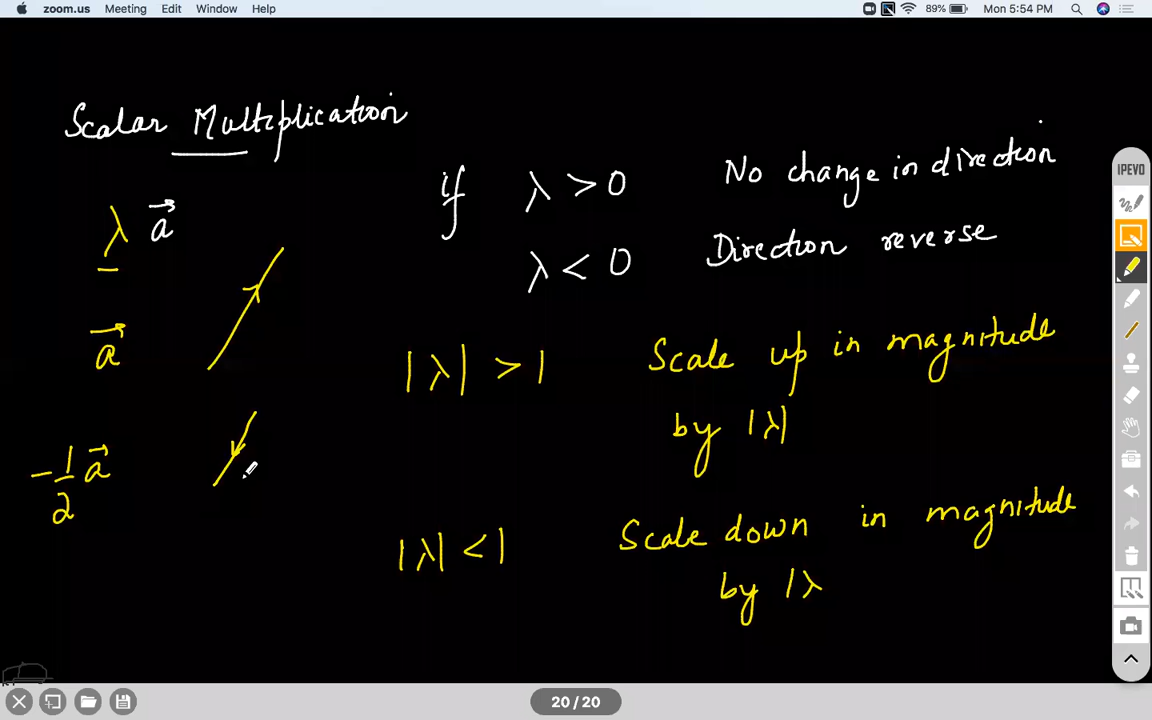 zoom.us Meeting Edit Window Help 89% Mon 5:54 PM
Scalar Multiplication
λ a⃗
if λ > 0 No change in direction
λ < 0 Direction reverse
a⃗
|λ| > 1 Scale up in magnitude
by |λ|
-1/2 a⃗
|λ| < 1 Scale down in magnitude
by |λ
IPEVO
20 / 20